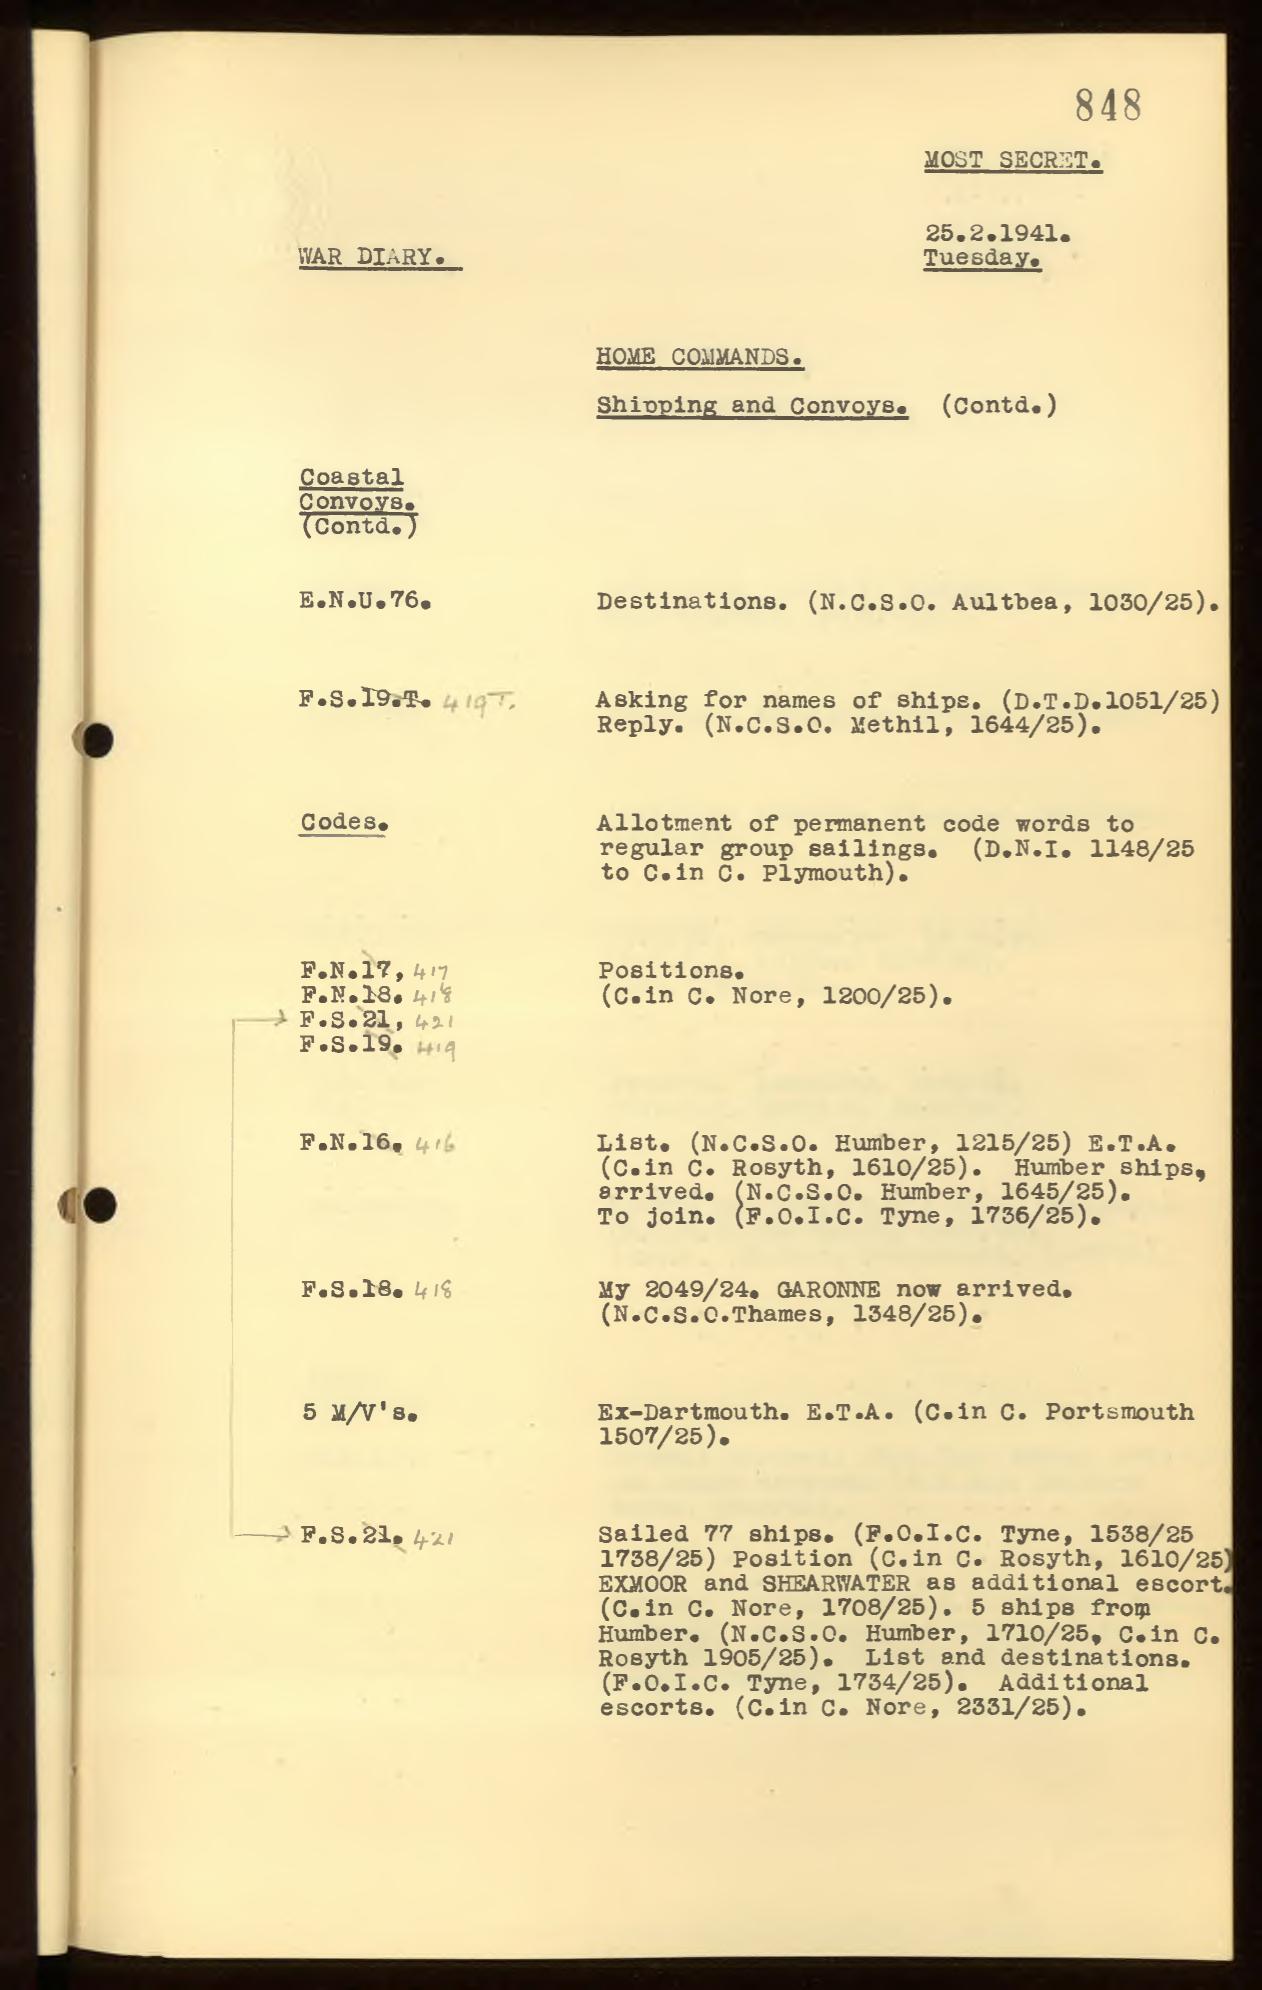 848
MOST SECRET.
25.2.1941.
WAR DIARY.
Tuesday.
HOME COMMANDS.
Shipping and Convoys. (Contd.)
Coastal
Convoys.
(Contd.)
E.N.U.76. Destinations. (N.C.S.O. Aultbea, 1030/25).
F.S.19.T. 419T. Asking for names of ships. (D.T.D.1051/25)
Reply. (N.C.S.O. Methil, 1644/25).
Codes. Allotment of permanent code words to
regular group sailings. (D.N.I. 1148/25
to C.in C. Plymouth).
F.N.17, 417 Positions.
F.N.18. 418 (C.in C. Nore, 1200/25).
F.S.21, 421
F.S.19. 419
F.N.16, 416 List. (N.C.S.O. Humber, 1215/25) E.T.A.
(C.in C. Rosyth, 1610/25). Humber ships,
arrived. (N.C.S.O. Humber, 1645/25).
To join. (F.O.I.C. Tyne, 1736/25).
F.S.18. 418 My 2049/24. GARONNE now arrived.
(N.C.S.O.Thames, 1348/25).
5 M/V's. Ex-Dartmouth. E.T.A. (C.in C. Portsmouth
1507/25).
F.S.21. 421 Sailed 77 ships. (F.O.I.C. Tyne, 1538/25
1738/25) Position (C.in C. Rosyth, 1610/25)
EXMOOR and SHEARWATER as additional escort.
(C.in C. Nore, 1708/25). 5 ships from
Humber. (N.C.S.O. Humber, 1710/25, C.in C.
Rosyth 1905/25). List and destinations.
(F.O.I.C. Tyne, 1734/25). Additional
escorts. (C.in C. Nore, 2331/25).